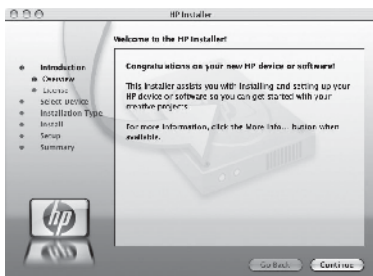 HP Installer
Welcome to the HP Installer!
Introduction
Overview
License
Select Device
Installation Type
Install
Setup
Summary
Congratulations on your new HP device or software!
This Installer assists you with installing and setting up your
HP device or software so you can get started with your
creative projects.
For more information, click the More Info... button when
available.
hp
Go Back
Continue